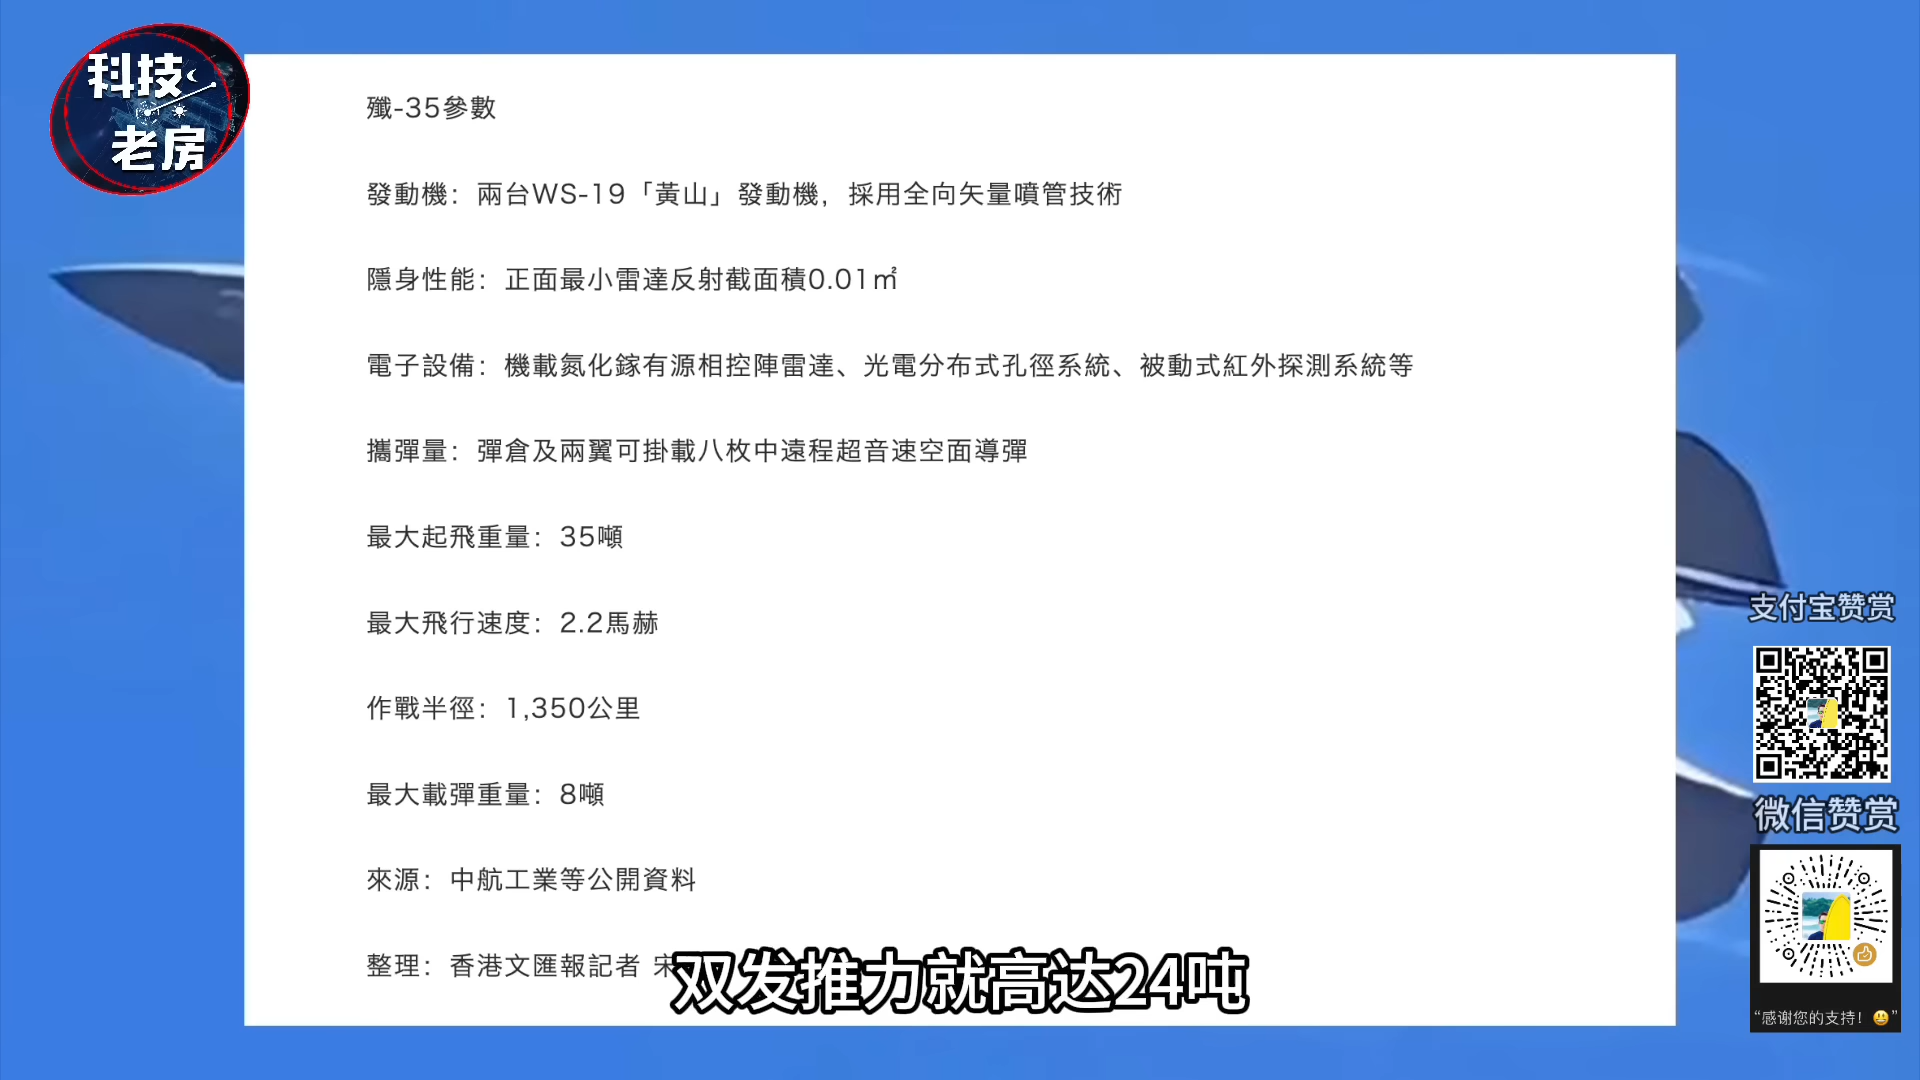 科技
老房
殲-35參數
發動機：兩台WS-19「黃山」發動機，採用全向矢量噴管技術
隱身性能：正面最小雷達反射截面積0.01㎡
電子設備：機載氮化鎵有源相控陣雷達、光電分布式孔徑系統、被動式紅外探測系統等
攜彈量：彈倉及兩翼可掛載八枚中遠程超音速空面導彈
最大起飛重量：35噸
最大飛行速度：2.2馬赫
作戰半徑：1,350公里
最大載彈重量：8噸
來源：中航工業等公開資料
整理：香港文匯報記者 宋
双发推力就高达24吨
支付宝赞赏
微信赞赏
“感谢您的支持！😃”